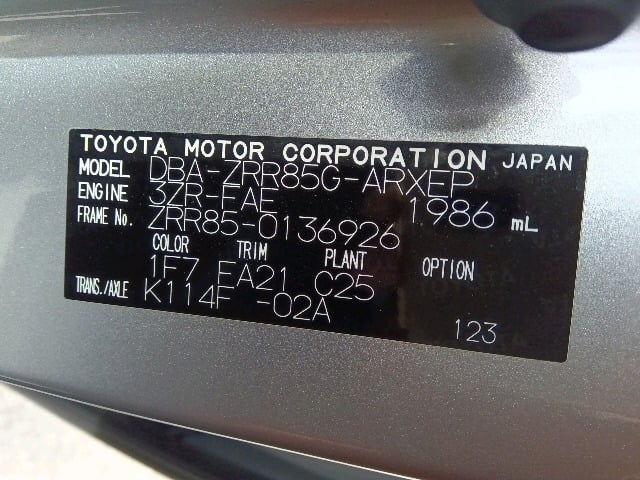 TOYOTA MOTOR CORPORATION JAPAN
MODEL DBA-ZRR85G-ARXEP
ENGINE 3ZR-FAE 1986 mL
FRAME No. ZRR85-0136926
COLOR TRIM PLANT OPTION
1F7 FA21 C25
TRANS./AXLE K114F -02A
123